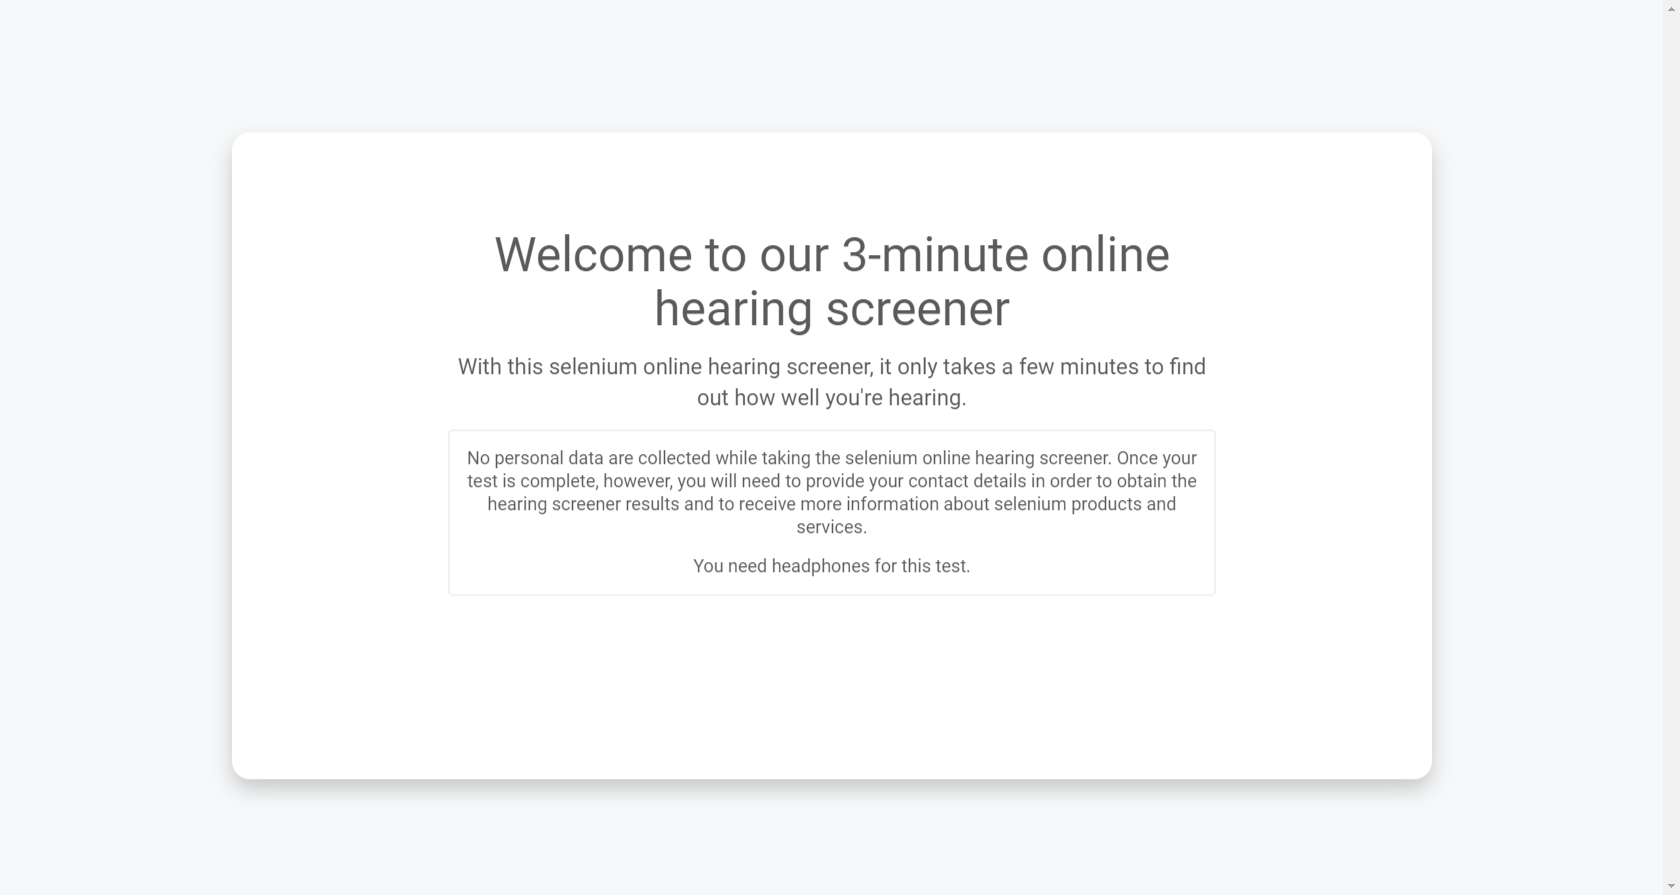 Welcome to our 3-minute online
hearing screener
With this selenium online hearing screener, it only takes a few minutes to find
out how well you're hearing.
No personal data are collected while taking the selenium online hearing screener. Once your
test is complete, however, you will need to provide your contact details in order to obtain the
hearing screener results and to receive more information about selenium products and
services.
You need headphones for this test.